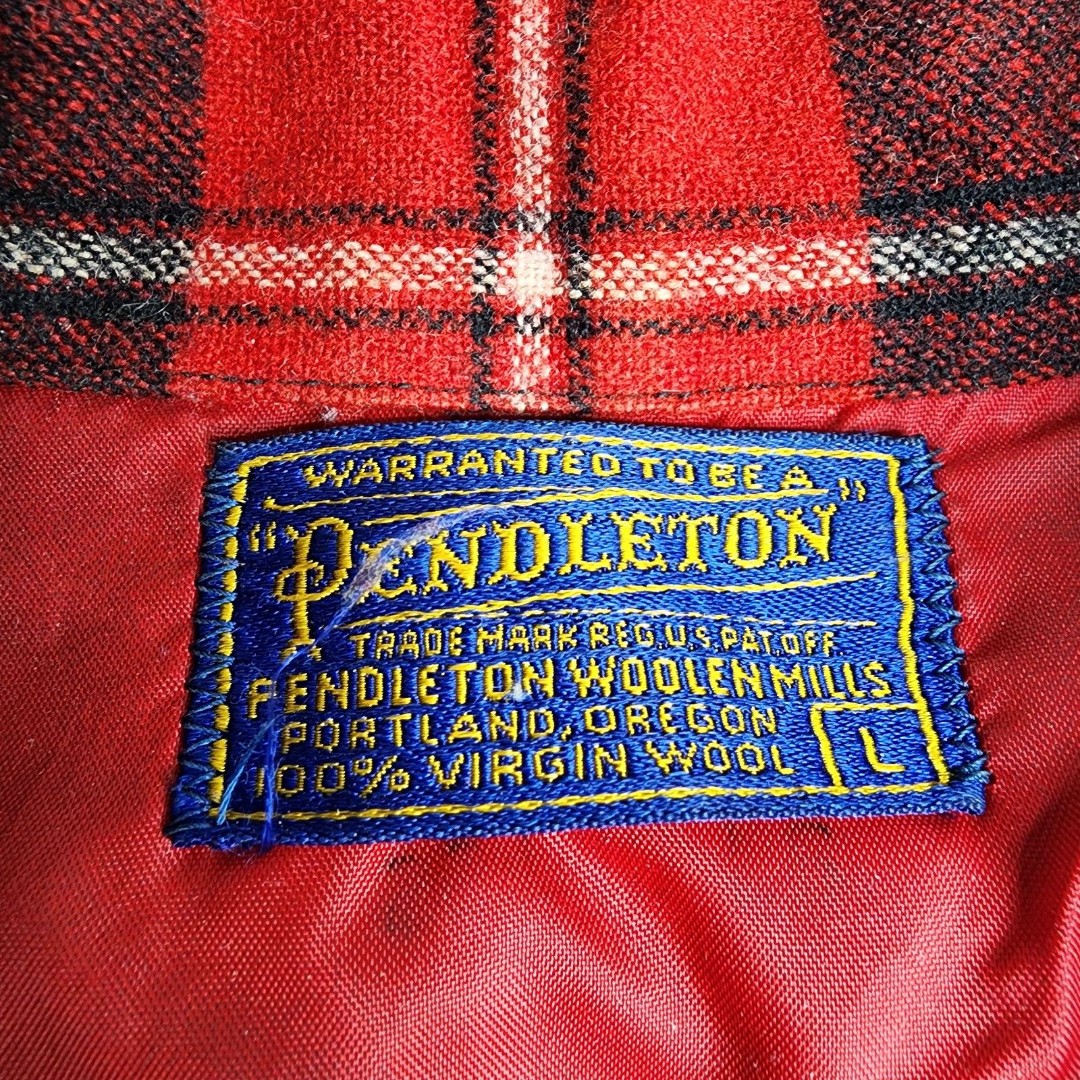 WARRANTED TO BE A
"PENDLETON"
TRADE MARK REG. U.S. PAT. OFF.
PENDLETON WOOLEN MILLS
PORTLAND, OREGON
100% VIRGIN WOOL
L